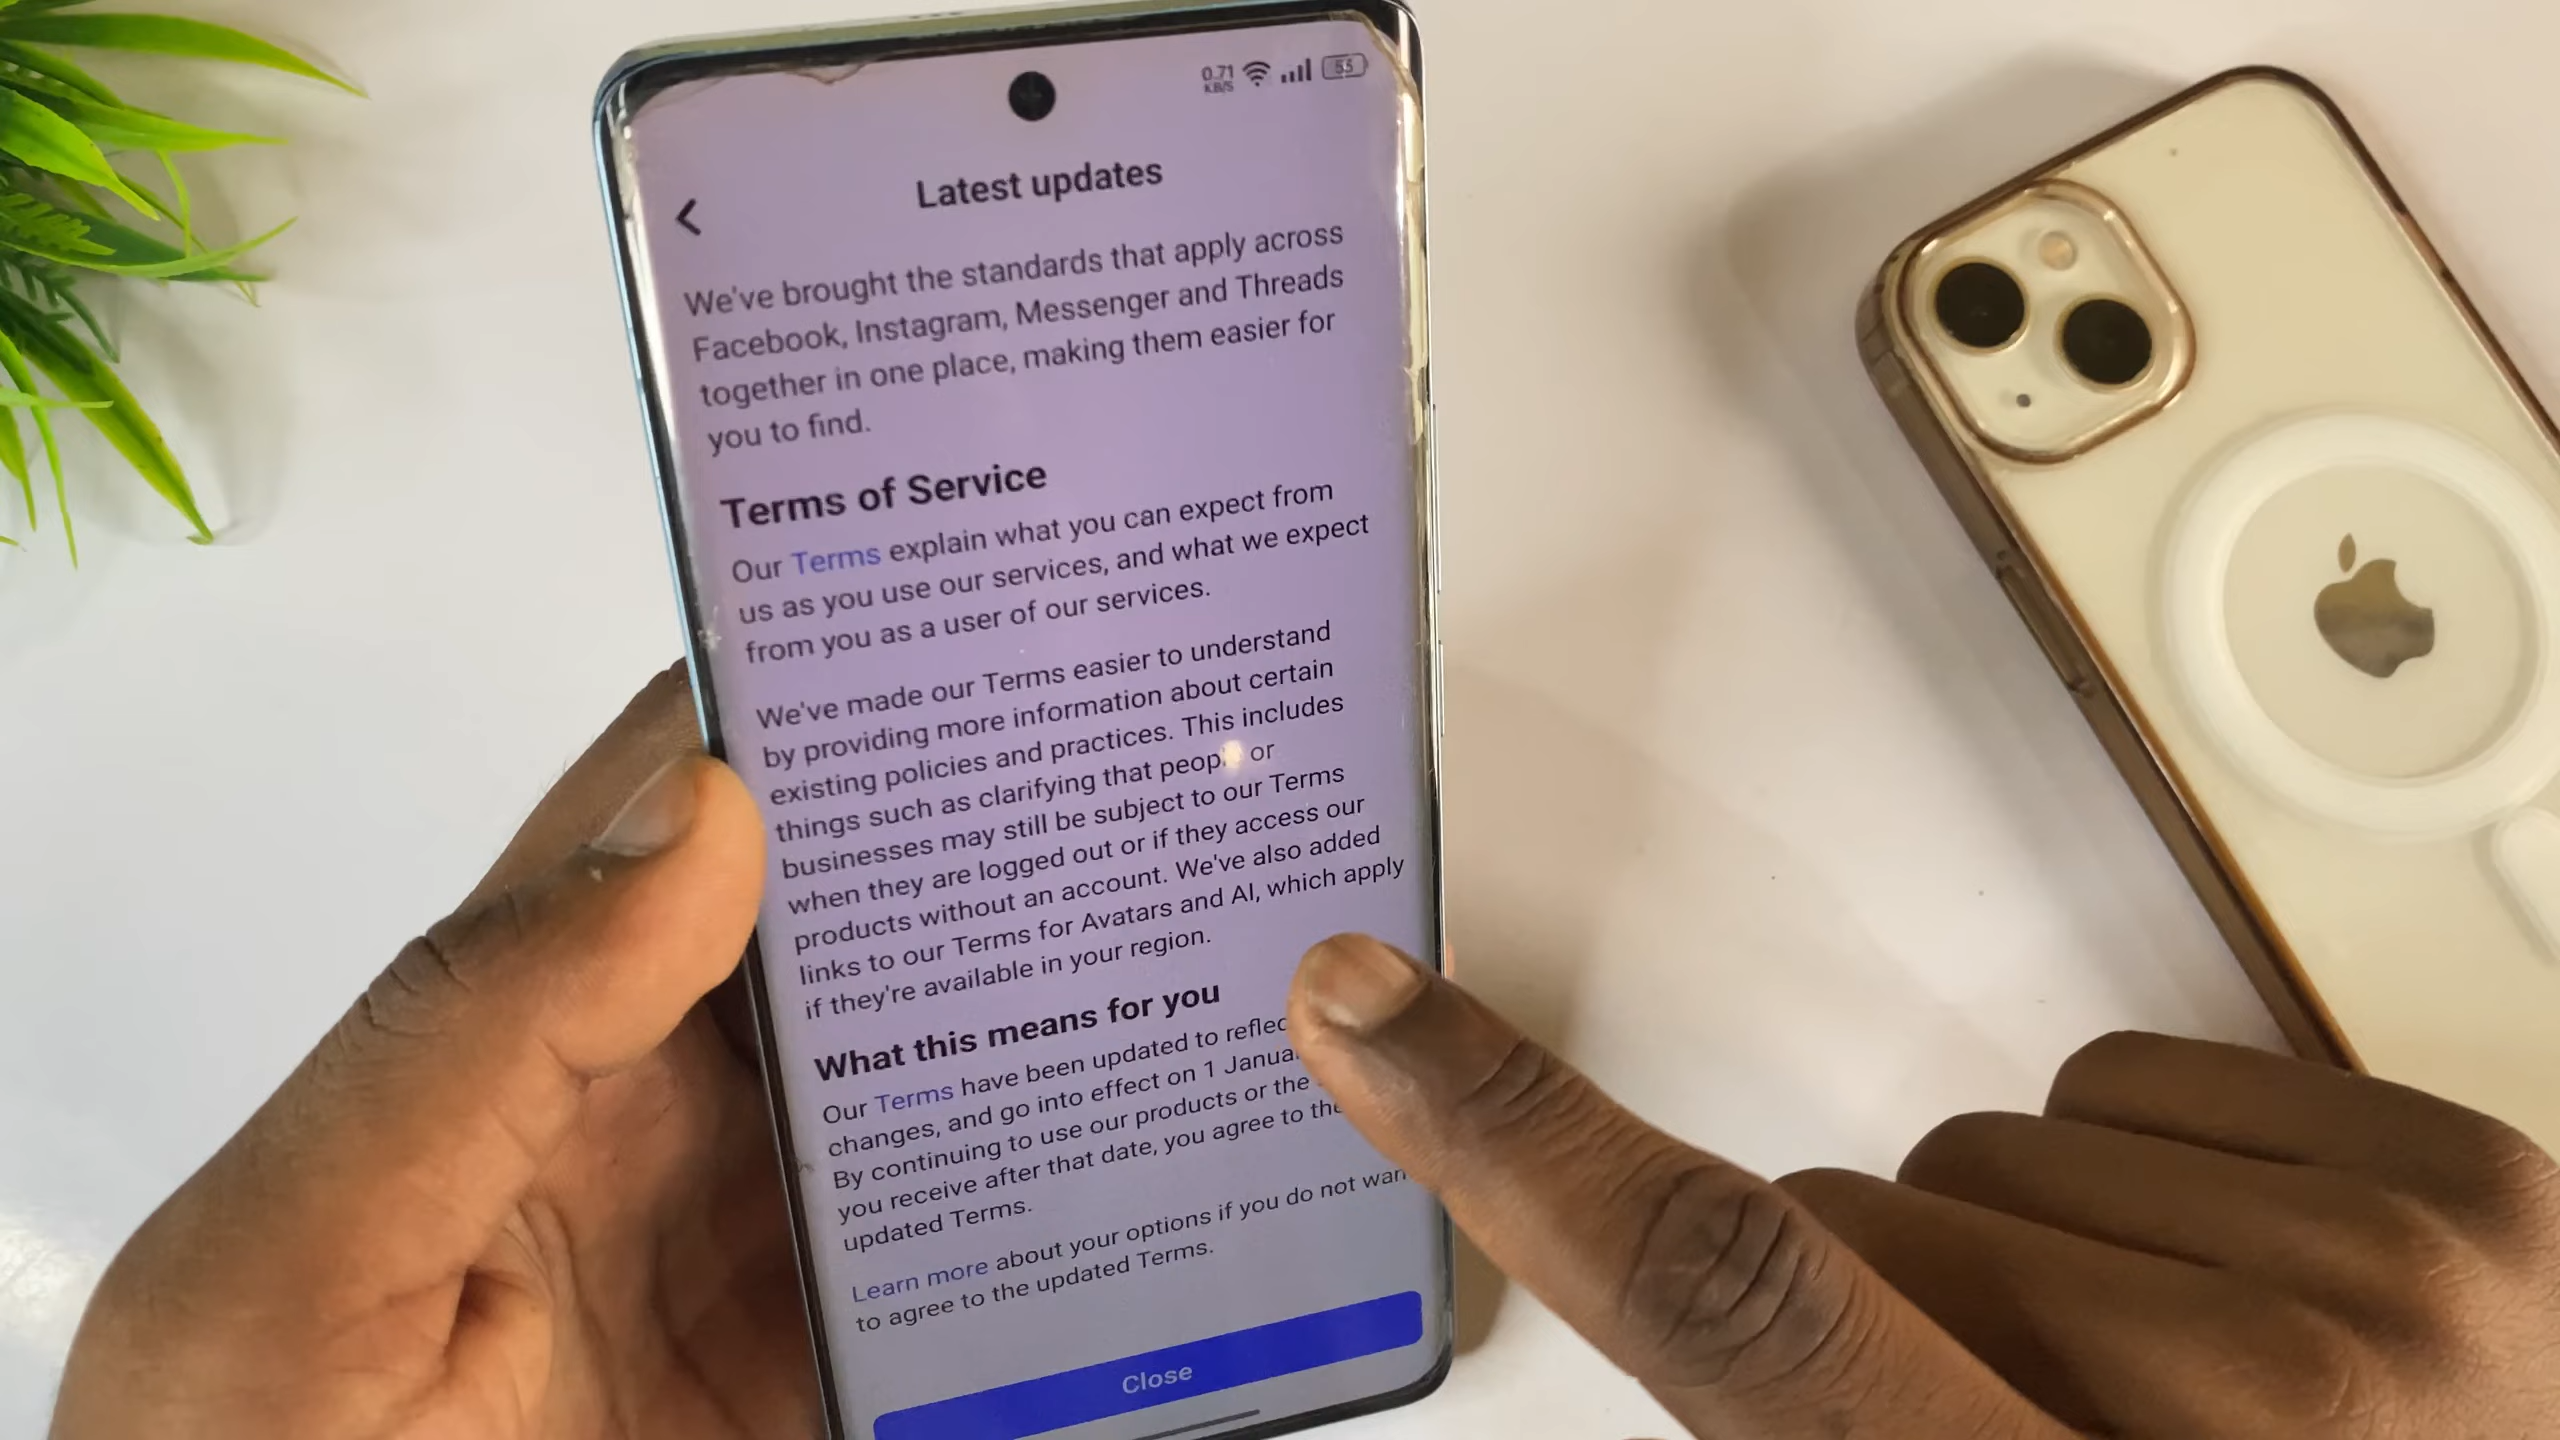 0.71
KB/S
55
Latest updates
We've brought the standards that apply across
Facebook, Instagram, Messenger and Threads
together in one place, making them easier for
you to find.
Terms of Service
Our Terms explain what you can expect from
us as you use our services, and what we expect
from you as a user of our services.
We've made our Terms easier to understand
by providing more information about certain
existing policies and practices. This includes
things such as clarifying that people or
businesses may still be subject to our Terms
when they are logged out or if they access our
products without an account. We've also added
links to our Terms for Avatars and AI, which apply
if they're available in your region.
What this means for you
Our Terms have been updated to
changes, and go into effect on 1
By continuing to use our products or the
you receive after that date, you agree to
updated Terms.
Learn more about your options if you do not
to agree to the updated Terms.
Close